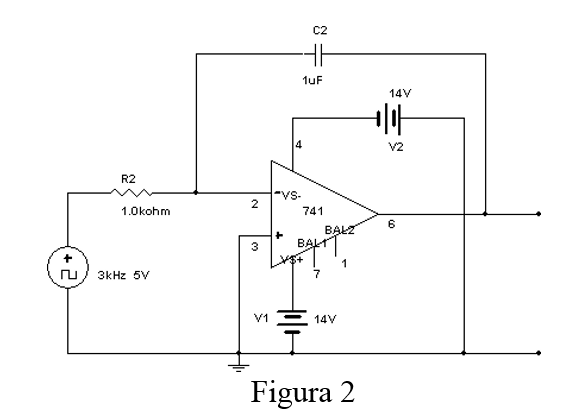 C2
1uF
14V
V2
4
R2
1.0kohm
2
-VS-
741
6
3
+
BAL2
BAL1
VS+
7
1
+
3kHz 5V
V1
14V
Figura 2